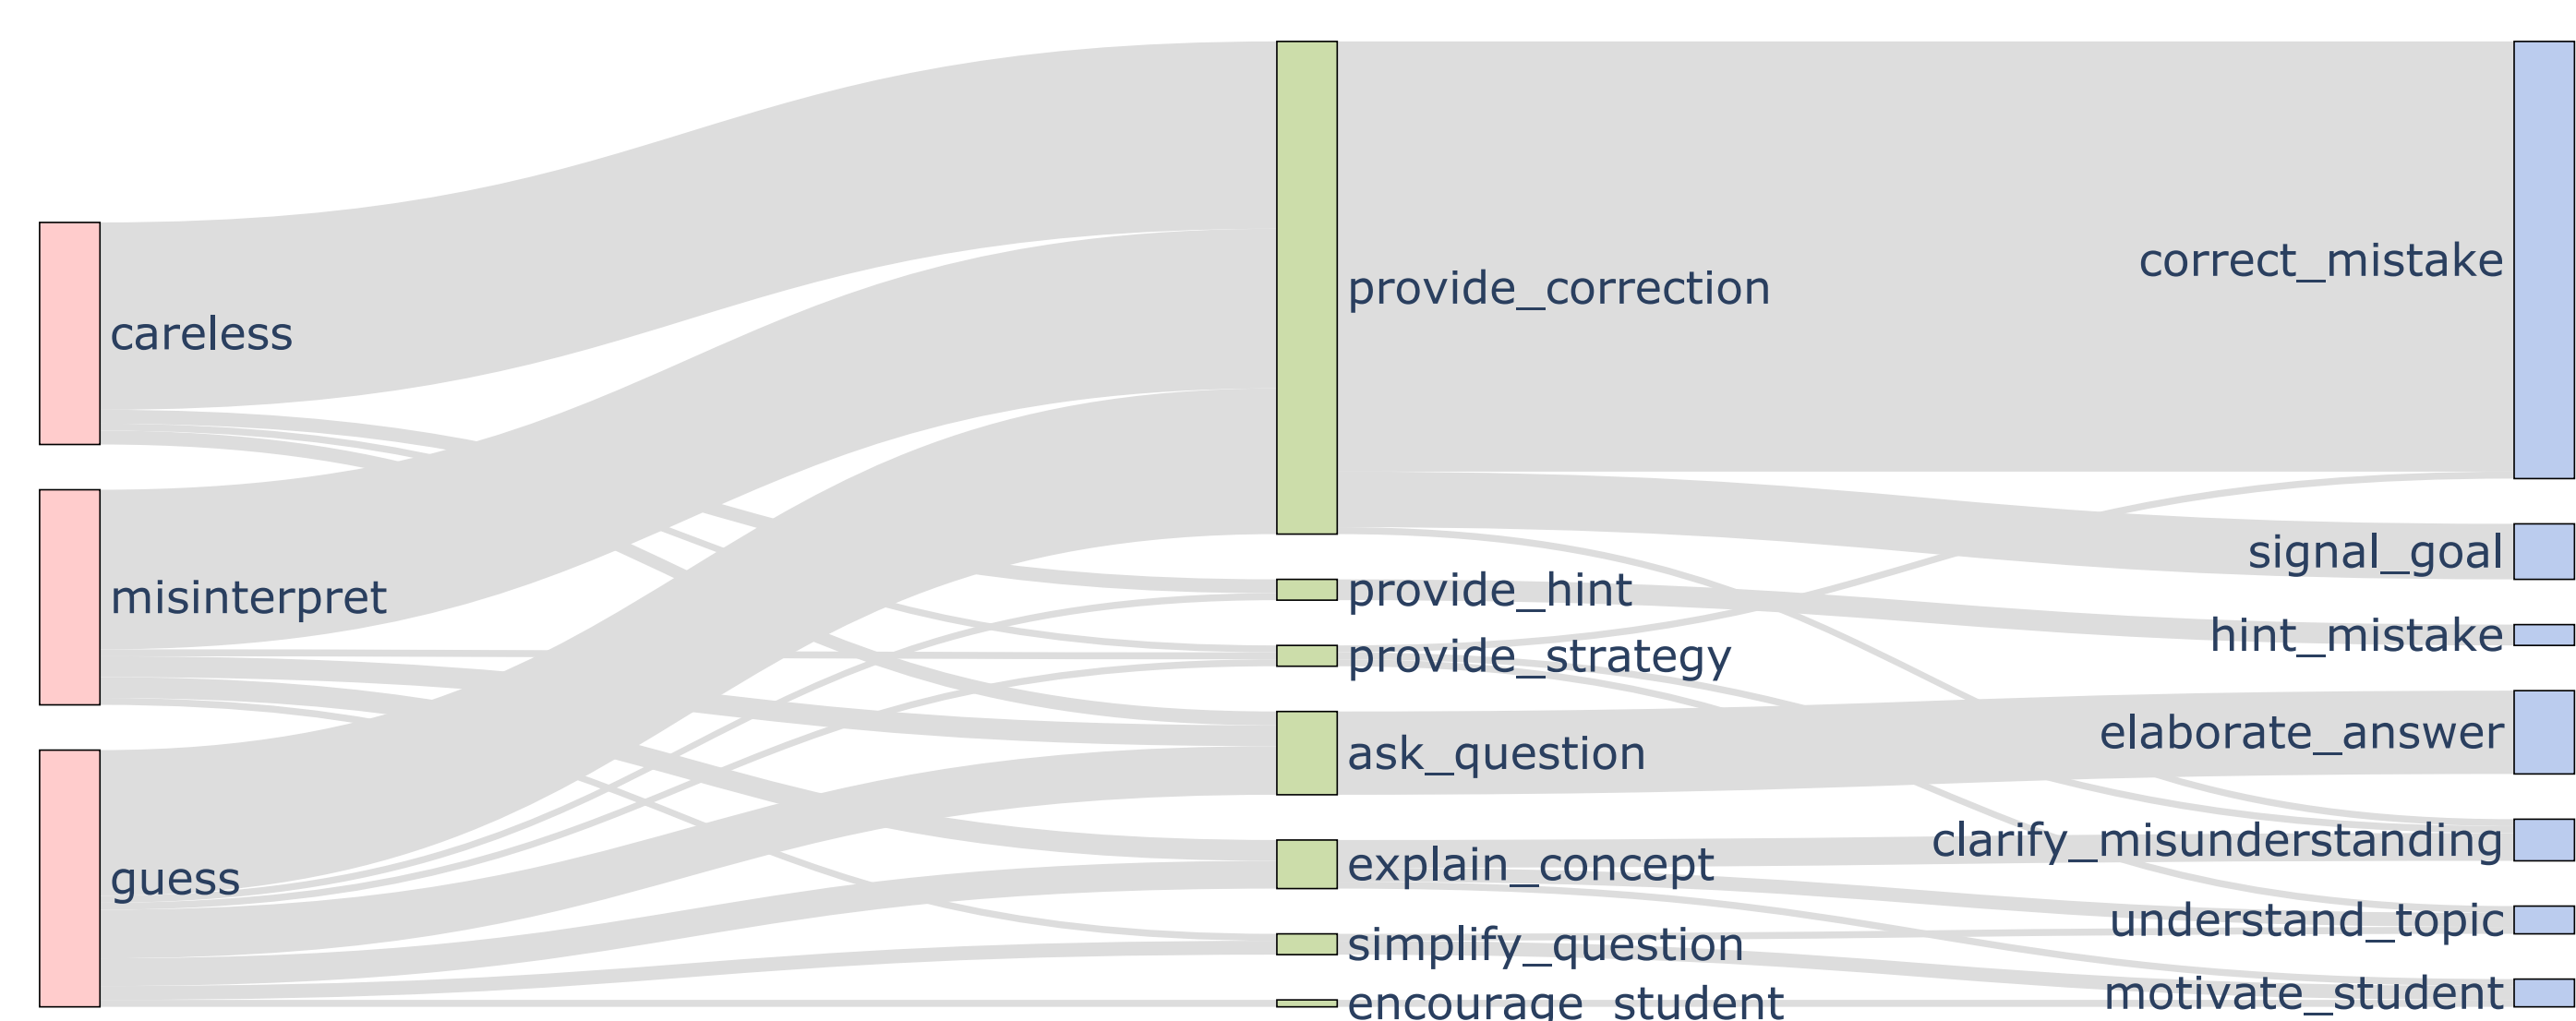 careless
misinterpret
guess
provide_correction
provide_hint
provide_strategy
ask_question
explain_concept
simplify_question
encourage_student
correct_mistake
signal_goal
hint_mistake
elaborate_answer
clarify_misunderstanding
understand_topic
motivate_student